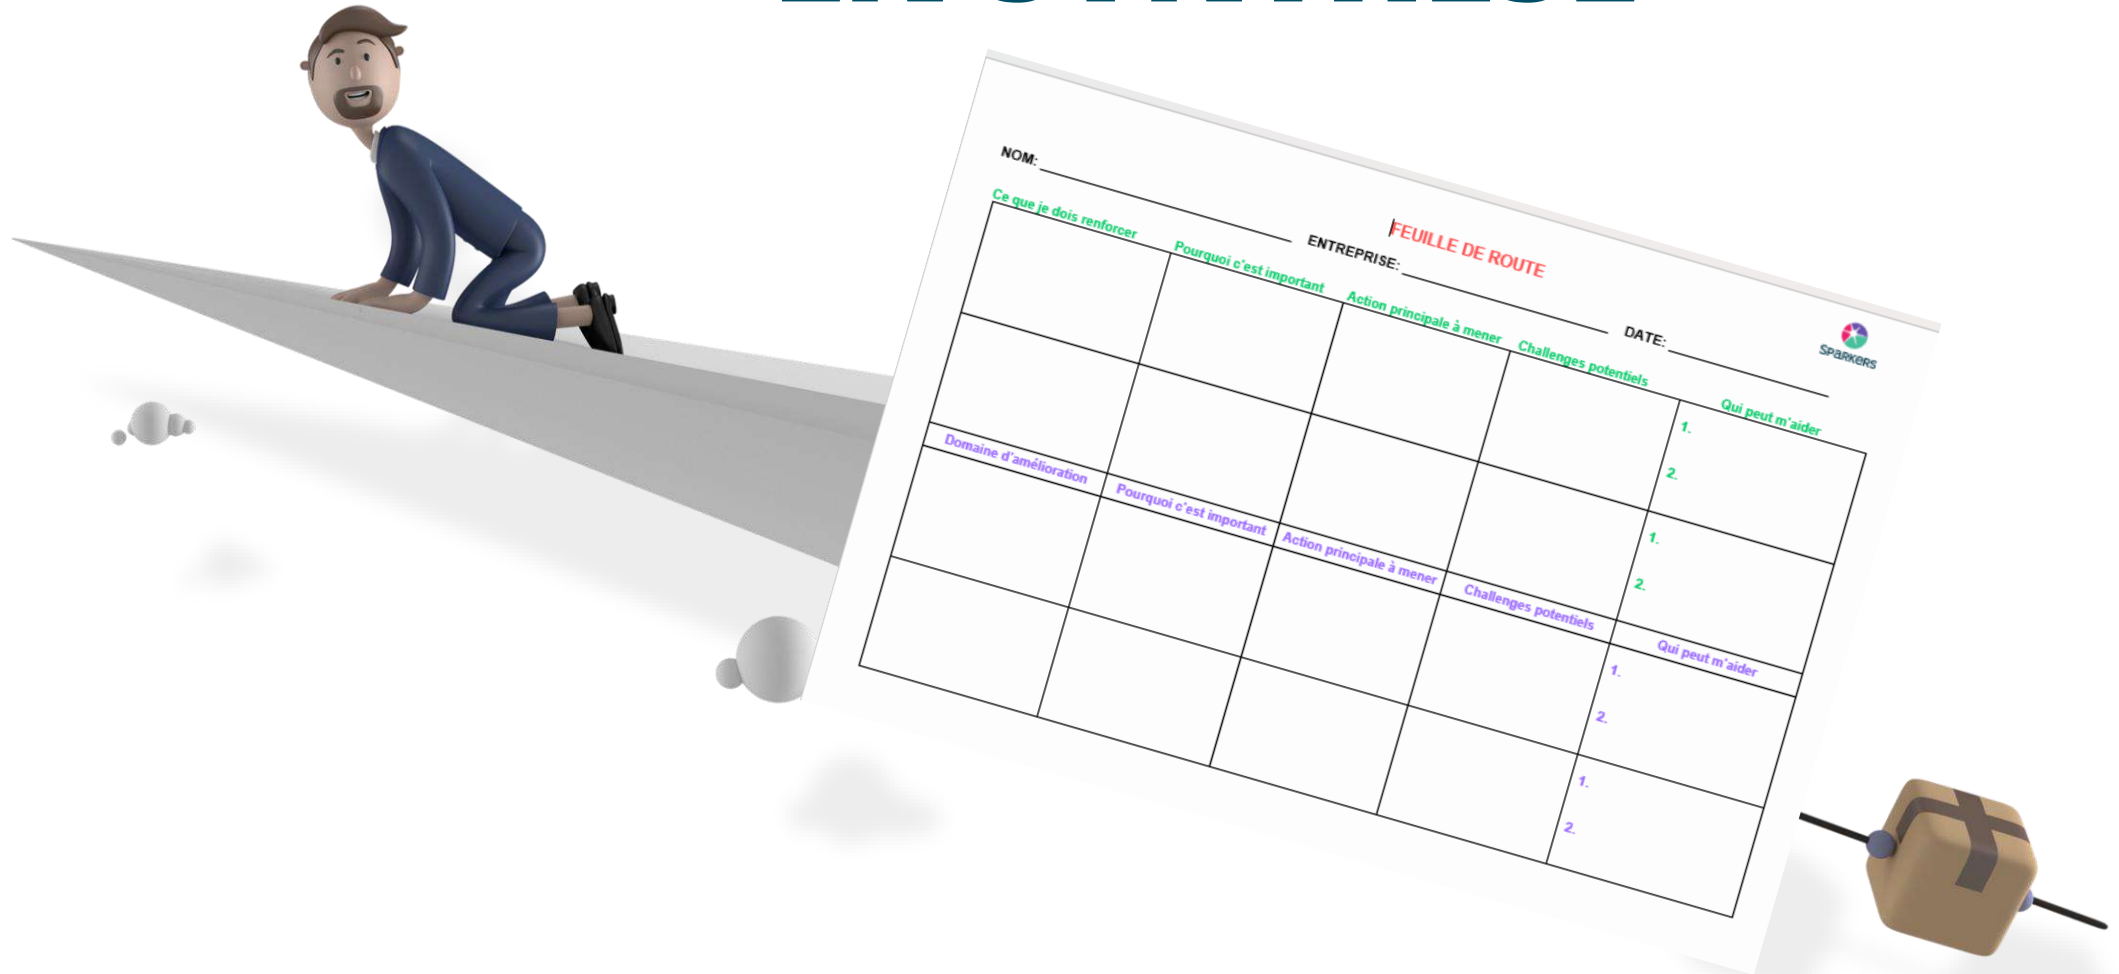 FEUILLE DE ROUTE
NOM: ENTREPRISE: DATE:
SPARKERS
Ce que je dois renforcer Pourquoi c'est important Action principale à mener Challenges potentiels Qui peut m'aider
1.
2.
1.
2.
Domaine d'amélioration Pourquoi c'est important Action principale à mener Challenges potentiels Qui peut m'aider
1.
2.
1.
2.